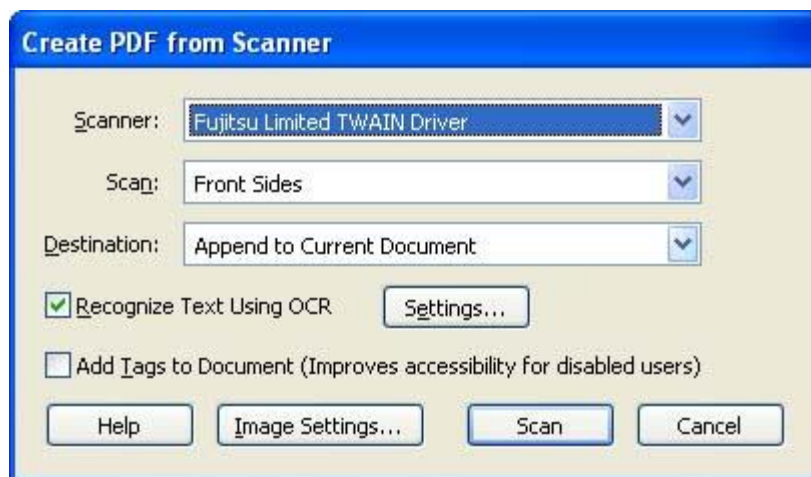 Create PDF from Scanner
Scanner: Fujitsu Limited TWAIN Driver
Scan: Front Sides
Destination: Append to Current Document
Recognize Text Using OCR Settings...
Add Tags to Document (Improves accessibility for disabled users)
Help Image Settings... Scan Cancel